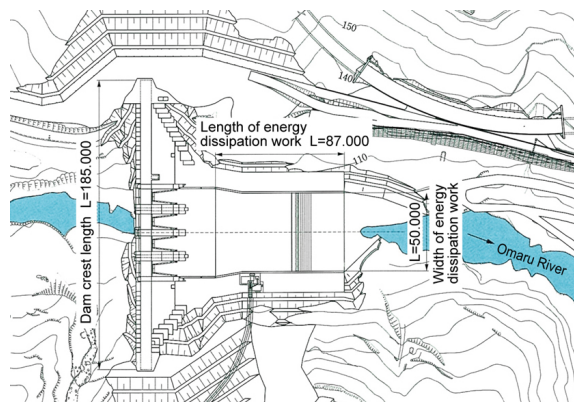 150
140
Length of energy
dissipation work L=87.000
110
Dam crest length L=185.000
L=50.000
Width of energy
dissipation work
Omaru River